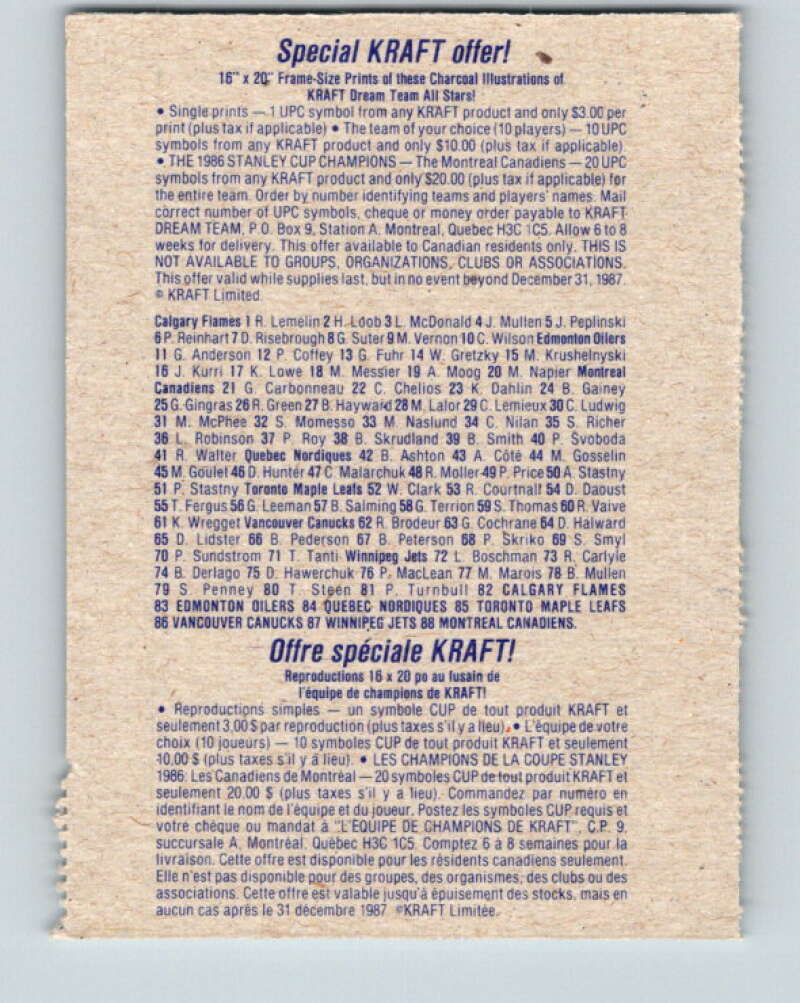 Special KRAFT offer!
16" x 20" Frame-Size Prints of these Charcoal Illustrations of
KRAFT Dream Team All Stars!
• Single prints — 1 UPC symbol from any KRAFT product and only $3.00 per
print (plus tax if applicable) • The team of your choice (10 players) — 10 UPC
symbols from any KRAFT product and only $10.00 (plus tax if applicable).
• THE 1986 STANLEY CUP CHAMPIONS — The Montreal Canadiens — 20 UPC
symbols from any KRAFT product and only $20.00 (plus tax if applicable) for
the entire team. Order by number identifying teams and players' names. Mail
correct number of UPC symbols, cheque or money order payable to KRAFT
DREAM TEAM, P.O. Box 9, Station A, Montreal, Quebec H3C 1C5. Allow 6 to 8
weeks for delivery. This offer available to Canadian residents only. THIS IS
NOT AVAILABLE TO GROUPS, ORGANIZATIONS, CLUBS OR ASSOCIATIONS.
This offer valid while supplies last, but in no event beyond December 31, 1987.
© KRAFT Limited
Calgary Flames 1 R. Lemelin 2 H. Loob 3 L. McDonald 4 J. Mullen 5 J. Peplinski
6 P. Reinhart 7 D. Risebrough 8 G. Suter 9 M. Vernon 10 C. Wilson Edmonton Oilers
11 G. Anderson 12 P. Coffey 13 G. Fuhr 14 W. Gretzky 15 M. Krushelnyski
16 J. Kurri 17 K. Lowe 18 M. Messier 19 A. Moog 20 M. Napier Montreal
Canadiens 21 G. Carbonneau 22 C. Chelios 23 K. Dahlin 24 B. Gainey
25 G. Gingras 26 R. Green 27 B. Hayward 28 M. Lalor 29 C. Lemieux 30 C. Ludwig
31 M. McPhee 32 S. Momesso 33 M. Naslund 34 C. Nilan 35 S. Richer
36 L. Robinson 37 P. Roy 38 B. Skrudland 39 B. Smith 40 P. Svoboda
41 R. Walter Quebec Nordiques 42 B. Ashton 43 A. Côté 44 M. Gosselin
45 M. Goulet 46 D. Hunter 47 C. Malarchuk 48 R. Moller 49 P. Price 50 A. Stastny
51 P. Stastny Toronto Maple Leafs 52 W. Clark 53 R. Courtnall 54 D. Daoust
55 T. Fergus 56 G. Leeman 57 B. Salming 58 G. Terrion 59 S. Thomas 60 R. Vaive
61 K. Wregget Vancouver Canucks 62 R. Brodeur 63 G. Cochrane 64 D. Halward
65 D. Lidster 66 B. Pederson 67 B. Peterson 68 P. Skriko 69 S. Smyl
70 P. Sundstrom 71 T. Tanti Winnipeg Jets 72 L. Boschman 73 R. Carlyle
74 B. Derlago 75 D. Hawerchuk 76 P. MacLean 77 M. Marois 78 B. Mullen
79 S. Penney 80 T. Steen 81 P. Turnbull 82 CALGARY FLAMES
83 EDMONTON OILERS 84 QUEBEC NORDIQUES 85 TORONTO MAPLE LEAFS
86 VANCOUVER CANUCKS 87 WINNIPEG JETS 88 MONTREAL CANADIENS.
Offre spéciale KRAFT!
Reproductions 16 x 20 po au fusain de
l'équipe de champions de KRAFT!
• Reproductions simples — un symbole CUP de tout produit KRAFT et
seulement 3,00 $ par reproduction (plus taxes s'il y a lieu). • L'équipe de votre
choix (10 joueurs) — 10 symboles CUP de tout produit KRAFT et seulement
10,00 $ (plus taxes s'il y a lieu). • LES CHAMPIONS DE LA COUPE STANLEY
1986: Les Canadiens de Montréal — 20 symboles CUP de tout produit KRAFT et
seulement 20,00 $ (plus taxes s'il y a lieu). Commandez par numéro en
identifiant le nom de l'équipe et du joueur. Postez les symboles CUP requis et
votre chèque ou mandat à "L'ÉQUIPE DE CHAMPIONS DE KRAFT", C.P. 9,
succursale A, Montréal, Québec H3C 1C5. Comptez 6 à 8 semaines pour la
livraison. Cette offre est disponible pour les résidents canadiens seulement.
Elle n'est pas disponible pour des groupes, des organismes, des clubs ou des
associations. Cette offre est valable jusqu'à épuisement des stocks, mais en
aucun cas après le 31 décembre 1987. ©KRAFT Limitée.